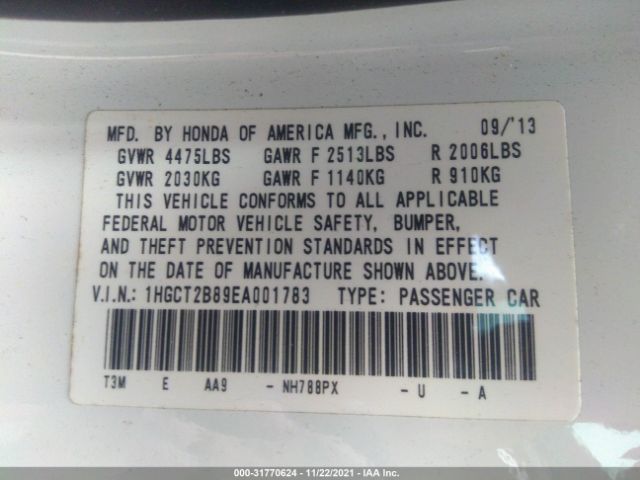 MFD. BY HONDA OF AMERICA MFG., INC. 09/'13
GVWR 4475LBS GAWR F 2513LBS R 2006LBS
GVWR 2030KG GAWR F 1140KG R 910KG
THIS VEHICLE CONFORMS TO ALL APPLICABLE
FEDERAL MOTOR VEHICLE SAFETY, BUMPER,
AND THEFT PREVENTION STANDARDS IN EFFECT
ON THE DATE OF MANUFACTURE SHOWN ABOVE.
V.I.N.: 1HGCT2B89EA001783 TYPE: PASSENGER CAR
T3M E AA9 - NH788PX - U - A
000-31770624 - 11/22/2021 - IAA Inc.